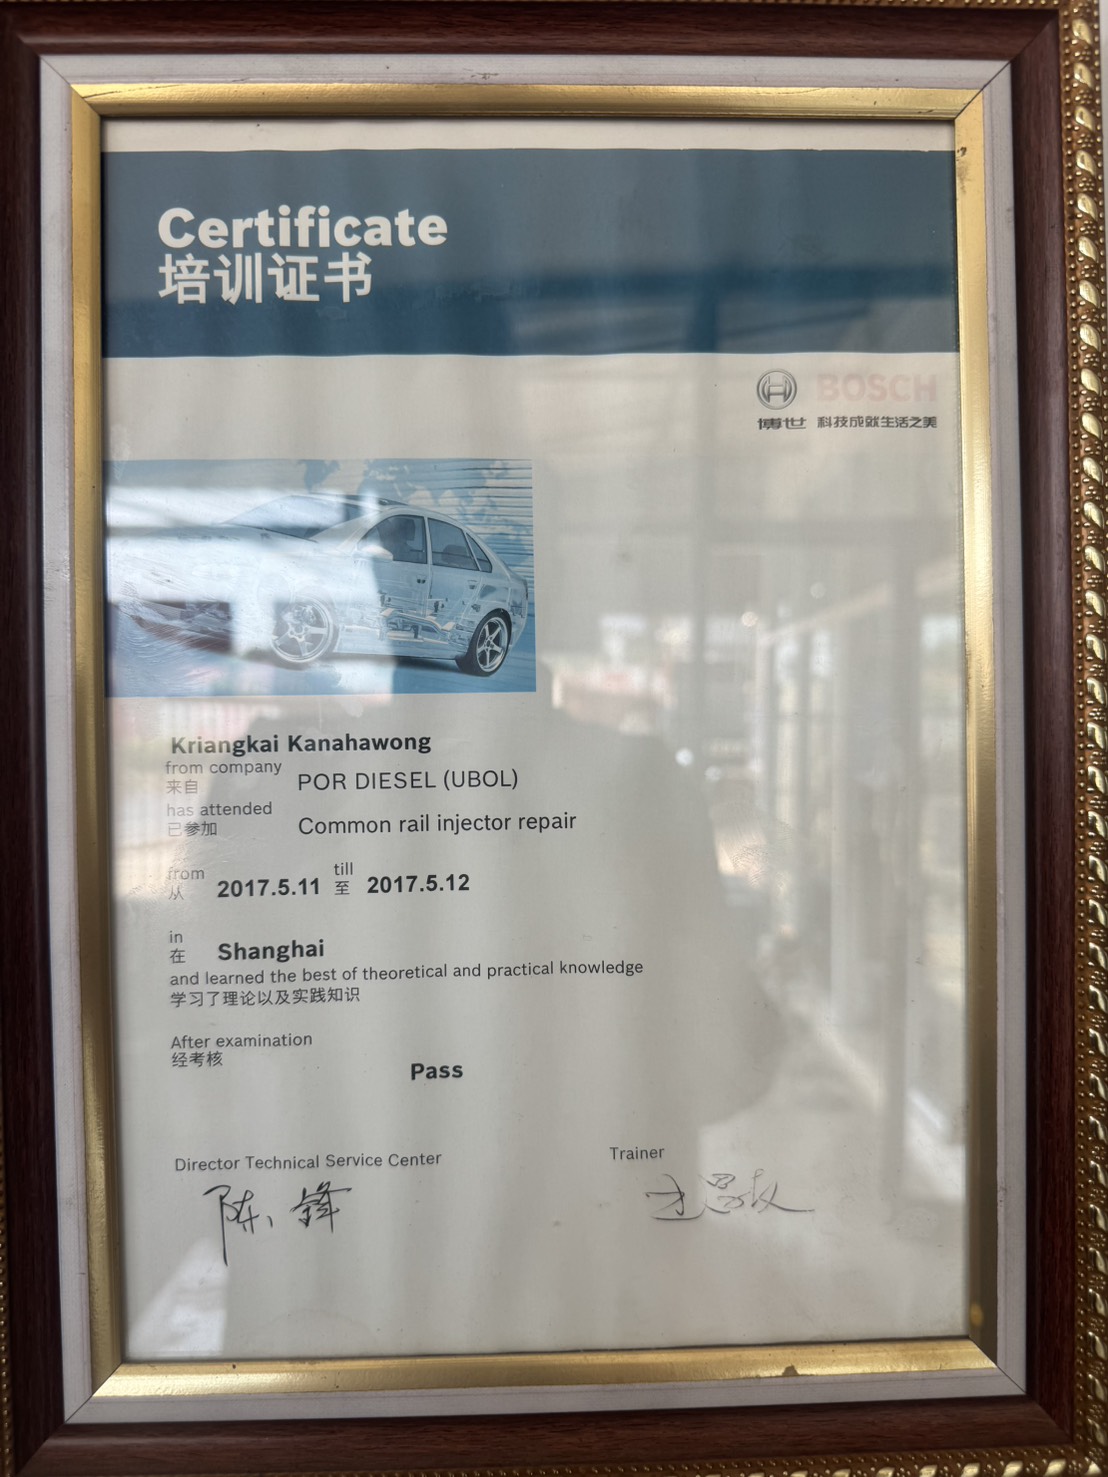 Certificate
培训证书
BOSCH
博世 科技成就生活之美
Kriangkai Kanahawong
from company
来自
POR DIESEL (UBOL)
has attended
已参加
Common rail injector repair
from
从
2017.5.11
till
至
2017.5.12
in
在
Shanghai
and learned the best of theoretical and practical knowledge
学习了理论以及实践知识
After examination
经考核
Pass
Director Technical Service Center
Trainer
陈锋